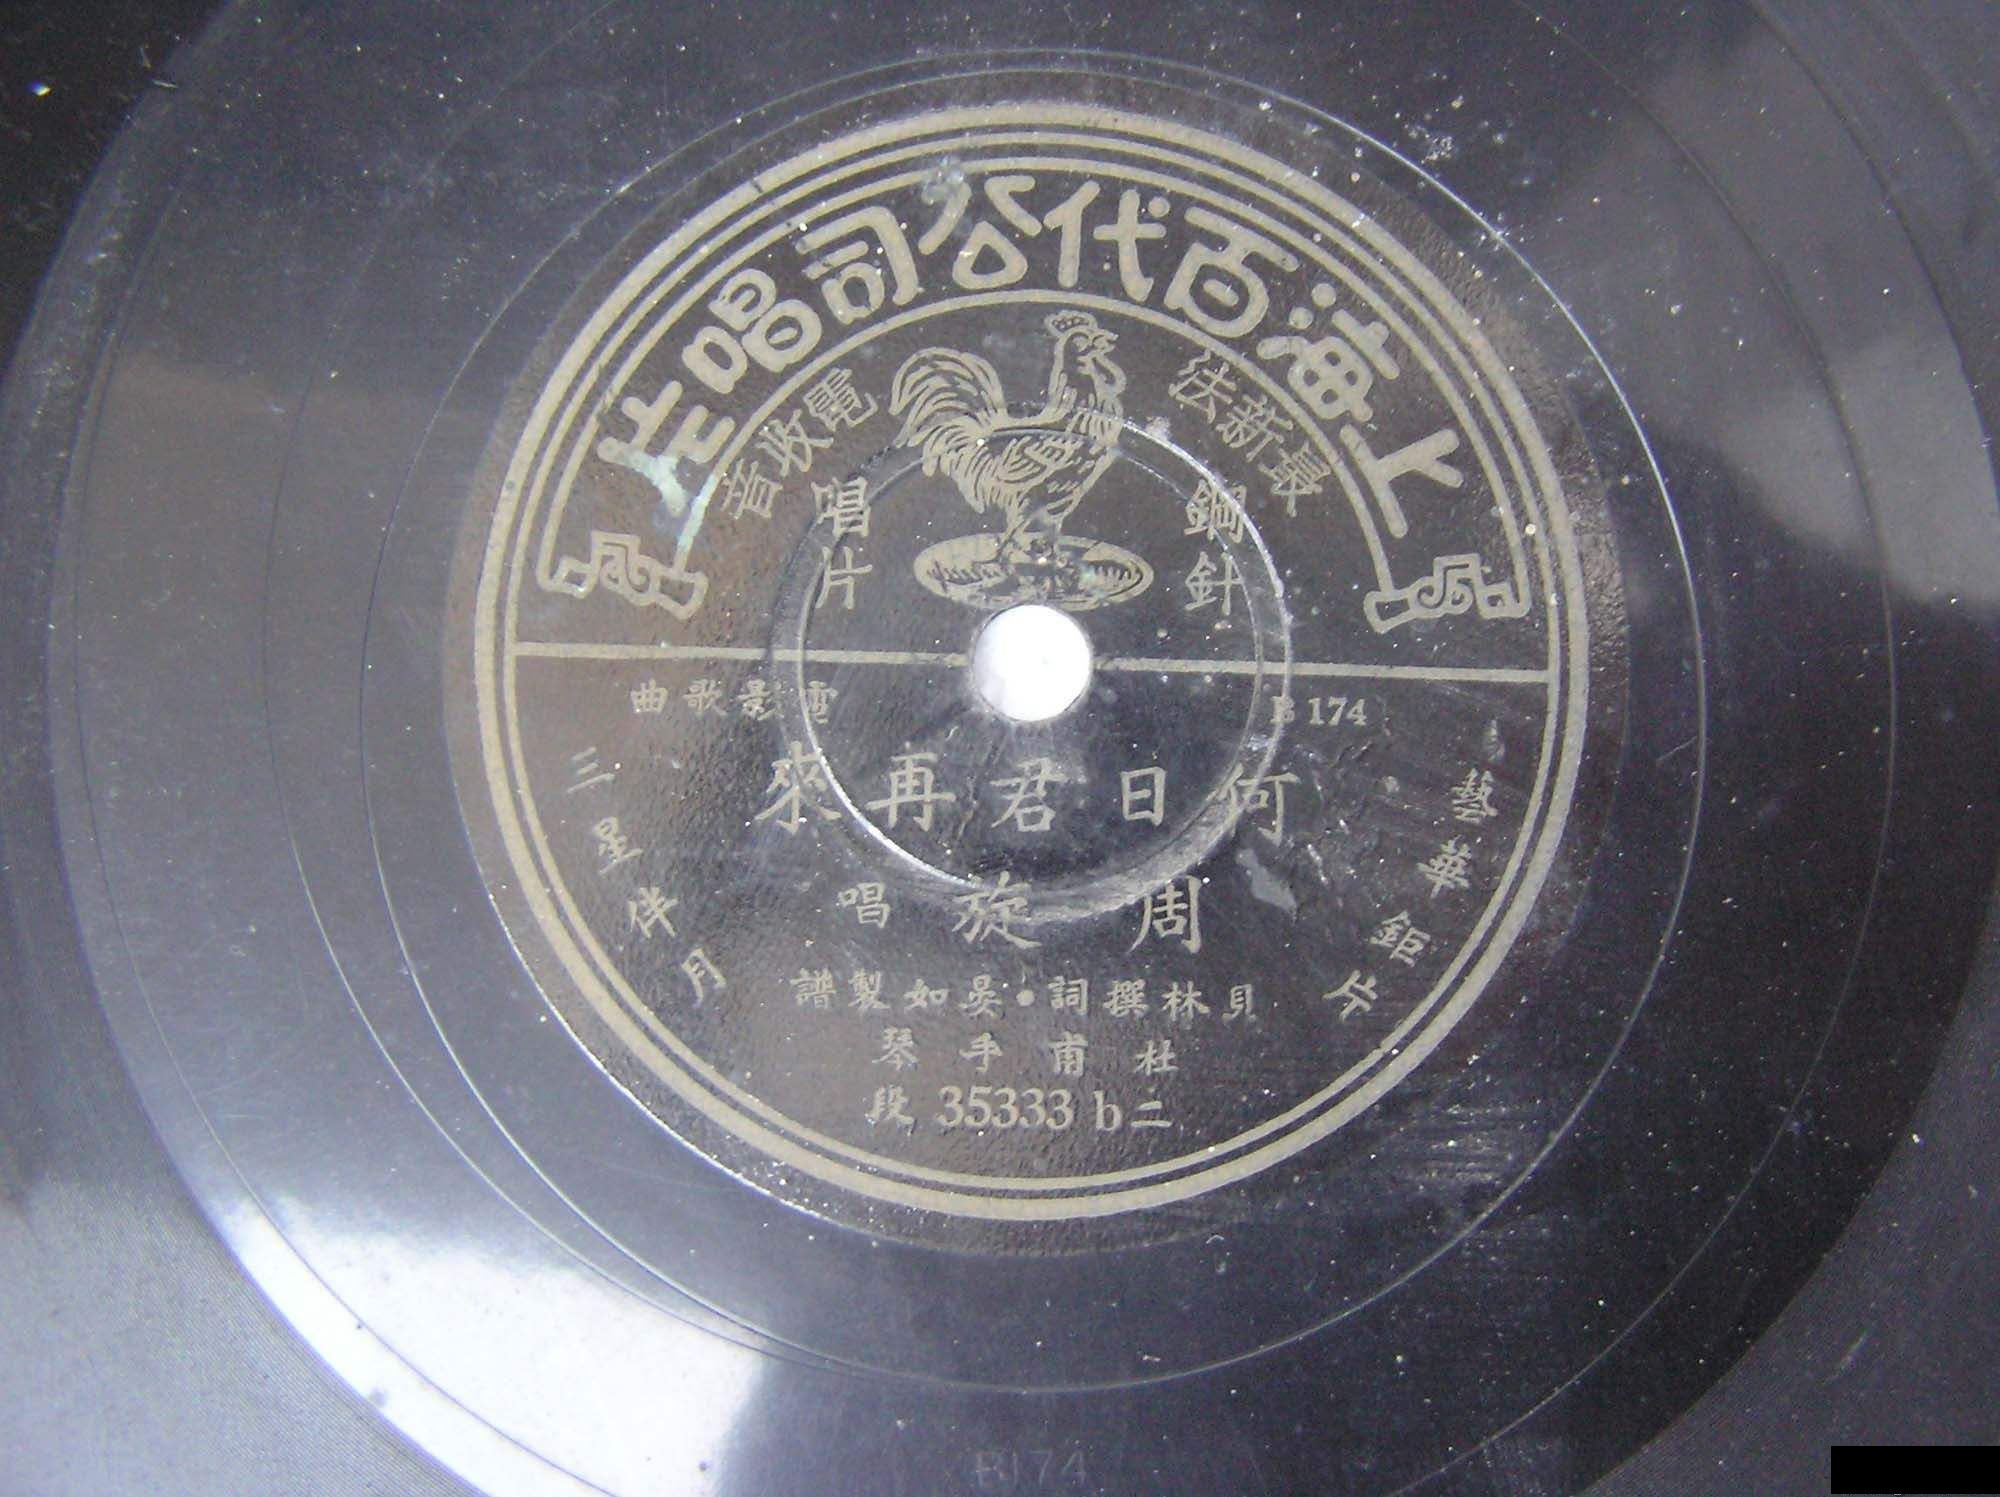 上海百代公司唱片
最新法
電收音
鋼針
唱片
電影歌曲
B 174
何日君再來
藝華鉅片
三星伴月
周旋 唱
貝林撰詞·晏如製譜
杜甫手琴
段 35333 b 二
B174